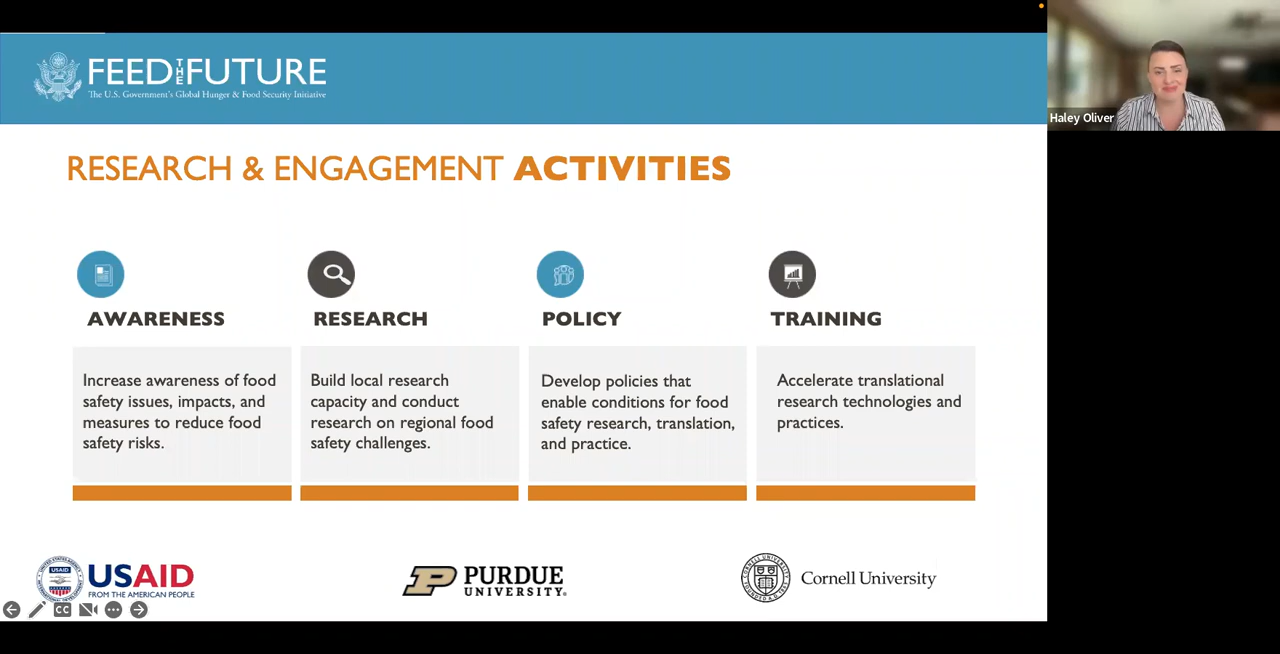 FEED THE FUTURE
The U.S. Government's Global Hunger & Food Security Initiative
Haley Oliver
RESEARCH & ENGAGEMENT ACTIVITIES
AWARENESS
Increase awareness of food
safety issues, impacts, and
measures to reduce food
safety risks.
RESEARCH
Build local research
capacity and conduct
research on regional food
safety challenges.
POLICY
Develop policies that
enable conditions for food
safety research, translation,
and practice.
TRAINING
Accelerate translational
research technologies and
practices.
USAID
USAID
FROM THE AMERICAN PEOPLE
PURDUE
UNIVERSITY®
Cornell University
CC